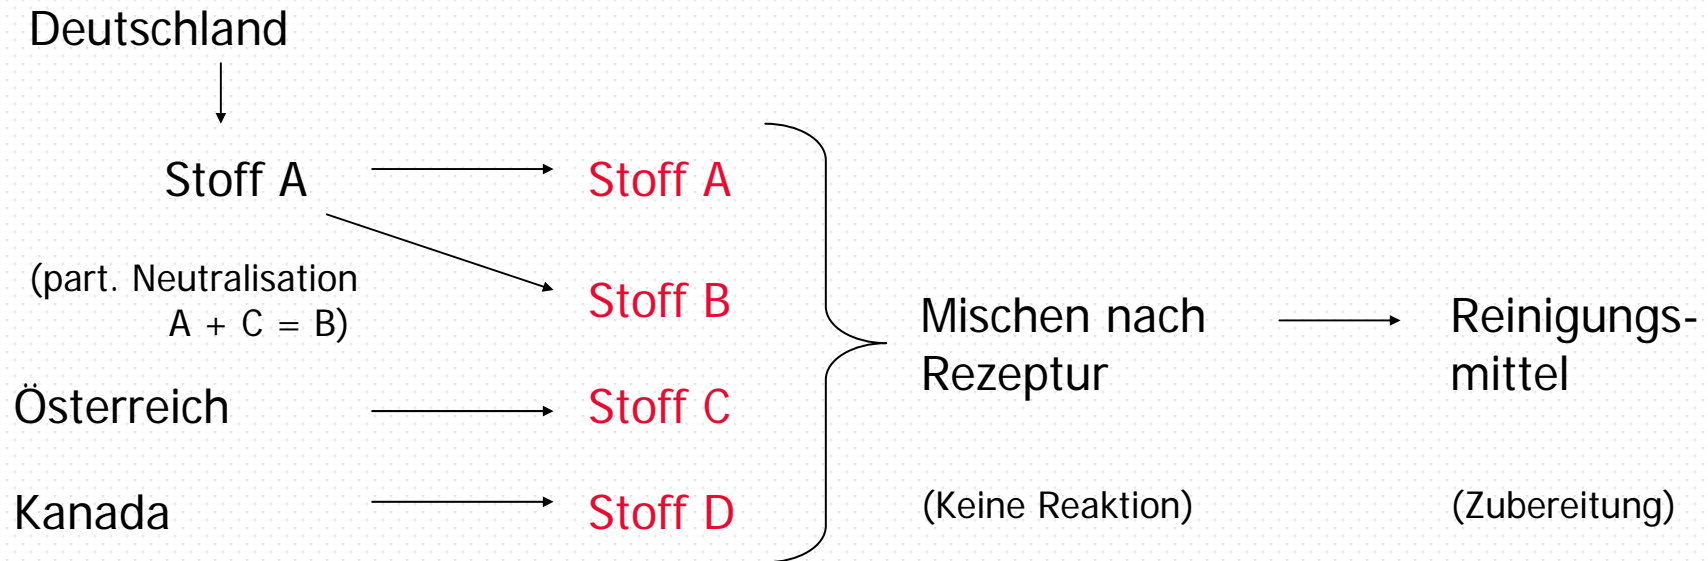 Deutschland
Stoff A
Stoff A
(part. Neutralisation
A + C = B)
Stoff B
Österreich
Stoff C
Kanada
Stoff D
Mischen nach
Rezeptur
(Keine Reaktion)
Reinigungs-
mittel
(Zubereitung)